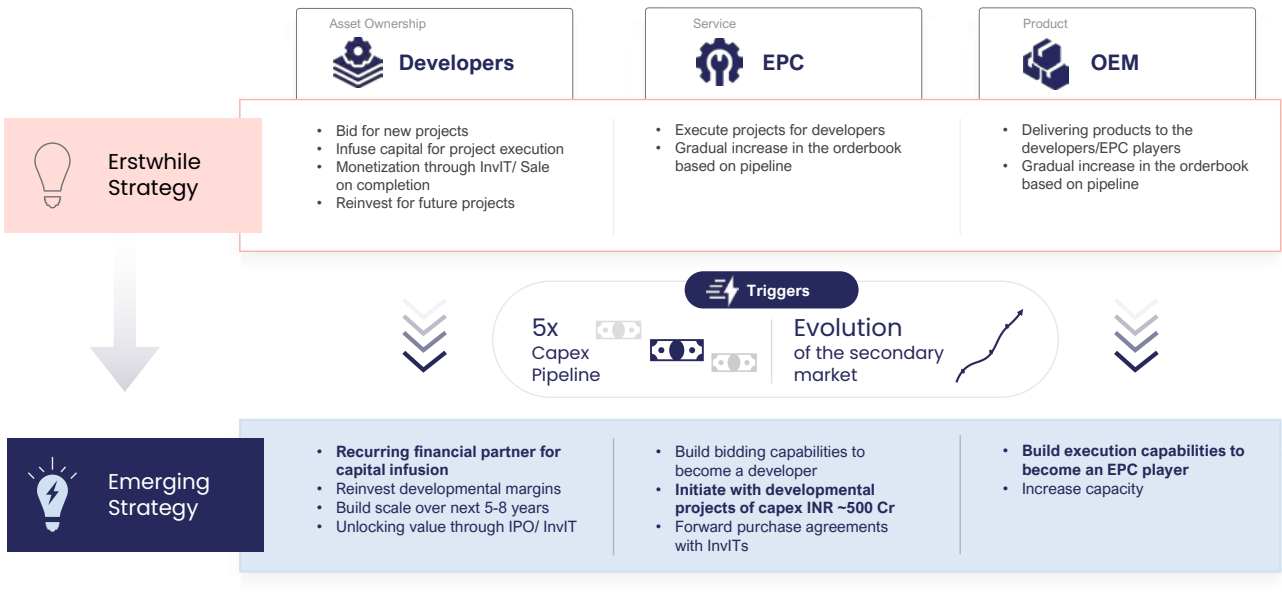 Asset Ownership
Developers
Service
EPC
Product
OEM
Erstwhile
Strategy
• Bid for new projects
• Infuse capital for project execution
• Monetization through InvIT/ Sale
on completion
• Reinvest for future projects
• Execute projects for developers
• Gradual increase in the orderbook
based on pipeline
• Delivering products to the
developers/EPC players
• Gradual increase in the orderbook
based on pipeline
Triggers
5x
Capex
Pipeline
Evolution
of the secondary
market
Emerging
Strategy
• Recurring financial partner for
capital infusion
• Reinvest developmental margins
• Build scale over next 5-8 years
• Unlocking value through IPO/ InvIT
• Build bidding capabilities to
become a developer
• Initiate with developmental
projects of capex INR ~500 Cr
• Forward purchase agreements
with InvITs
• Build execution capabilities to
become an EPC player
• Increase capacity